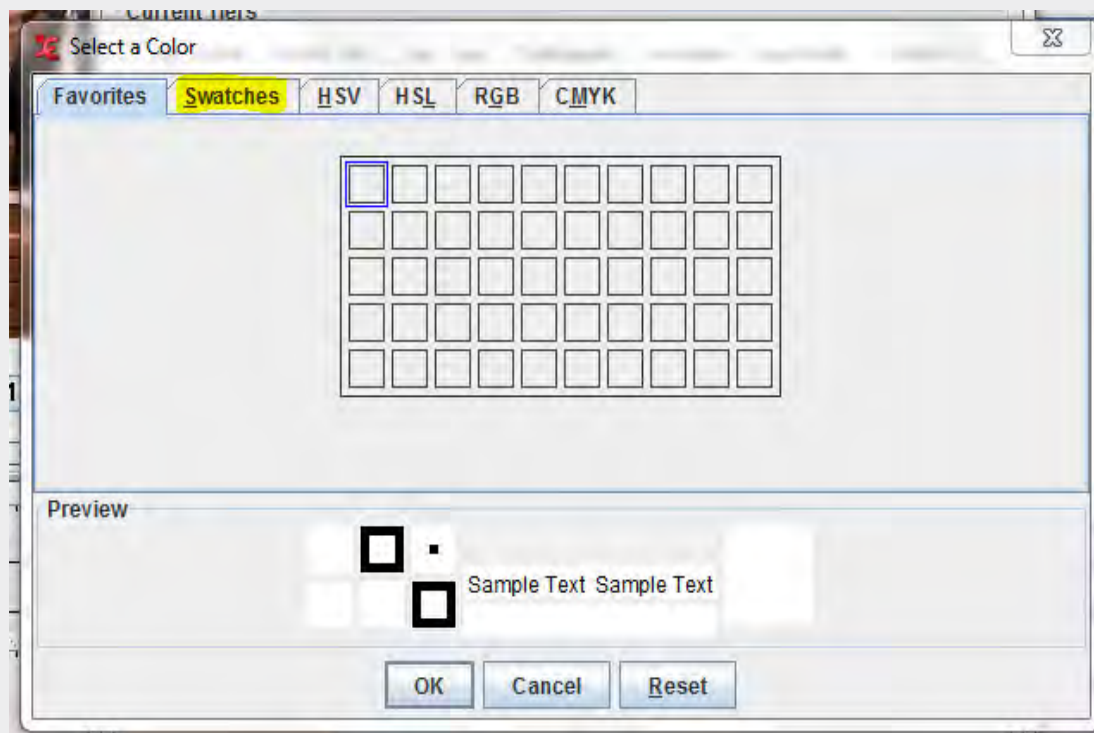 Current Tiers
Select a Color
Favorites Swatches HSV HSL RGB CMYK
Preview
Sample Text Sample Text
OK Cancel Reset